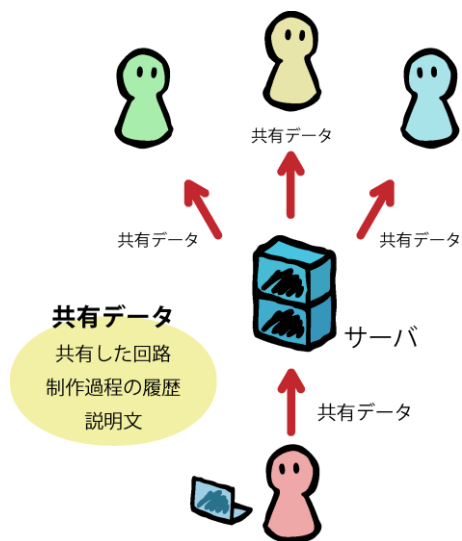 共有データ
共有データ
共有データ
サーバ
共有データ
共有した回路
制作過程の履歴
説明文
共有データ